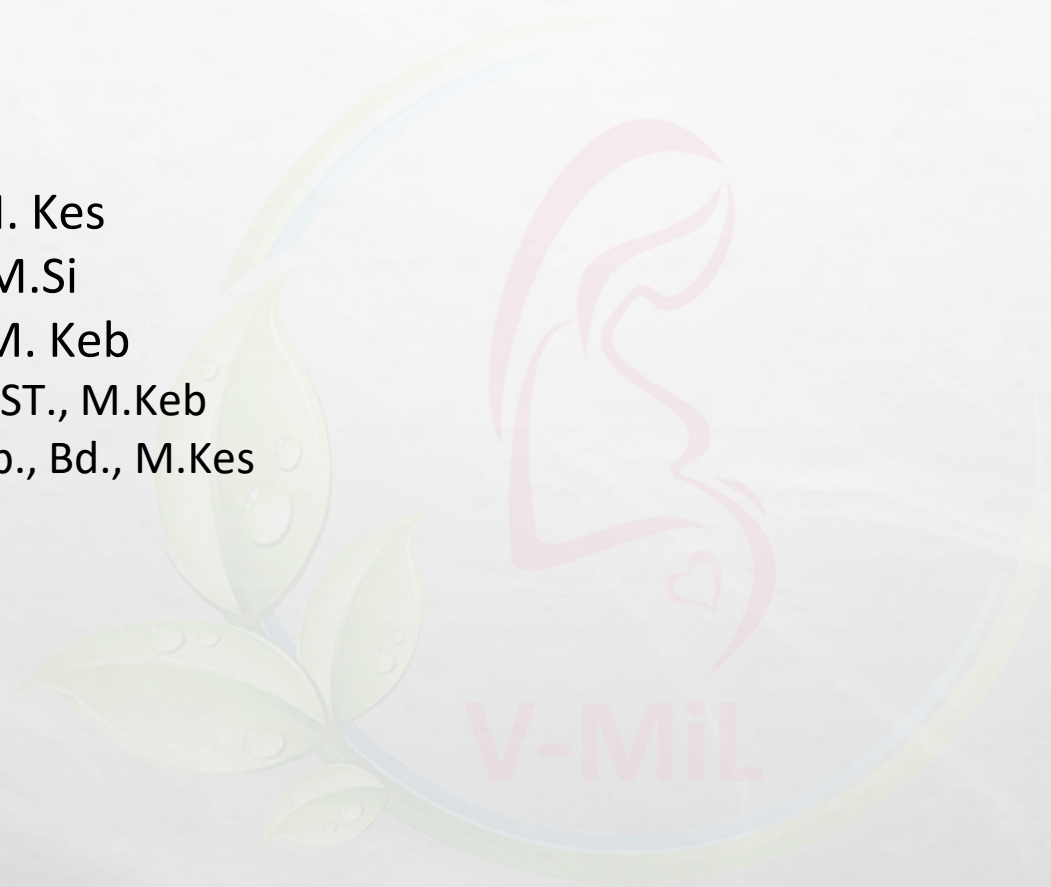 . Kes
M.Si
M. Keb
ST., M.Keb
., Bd., M.Kes
V-MiL